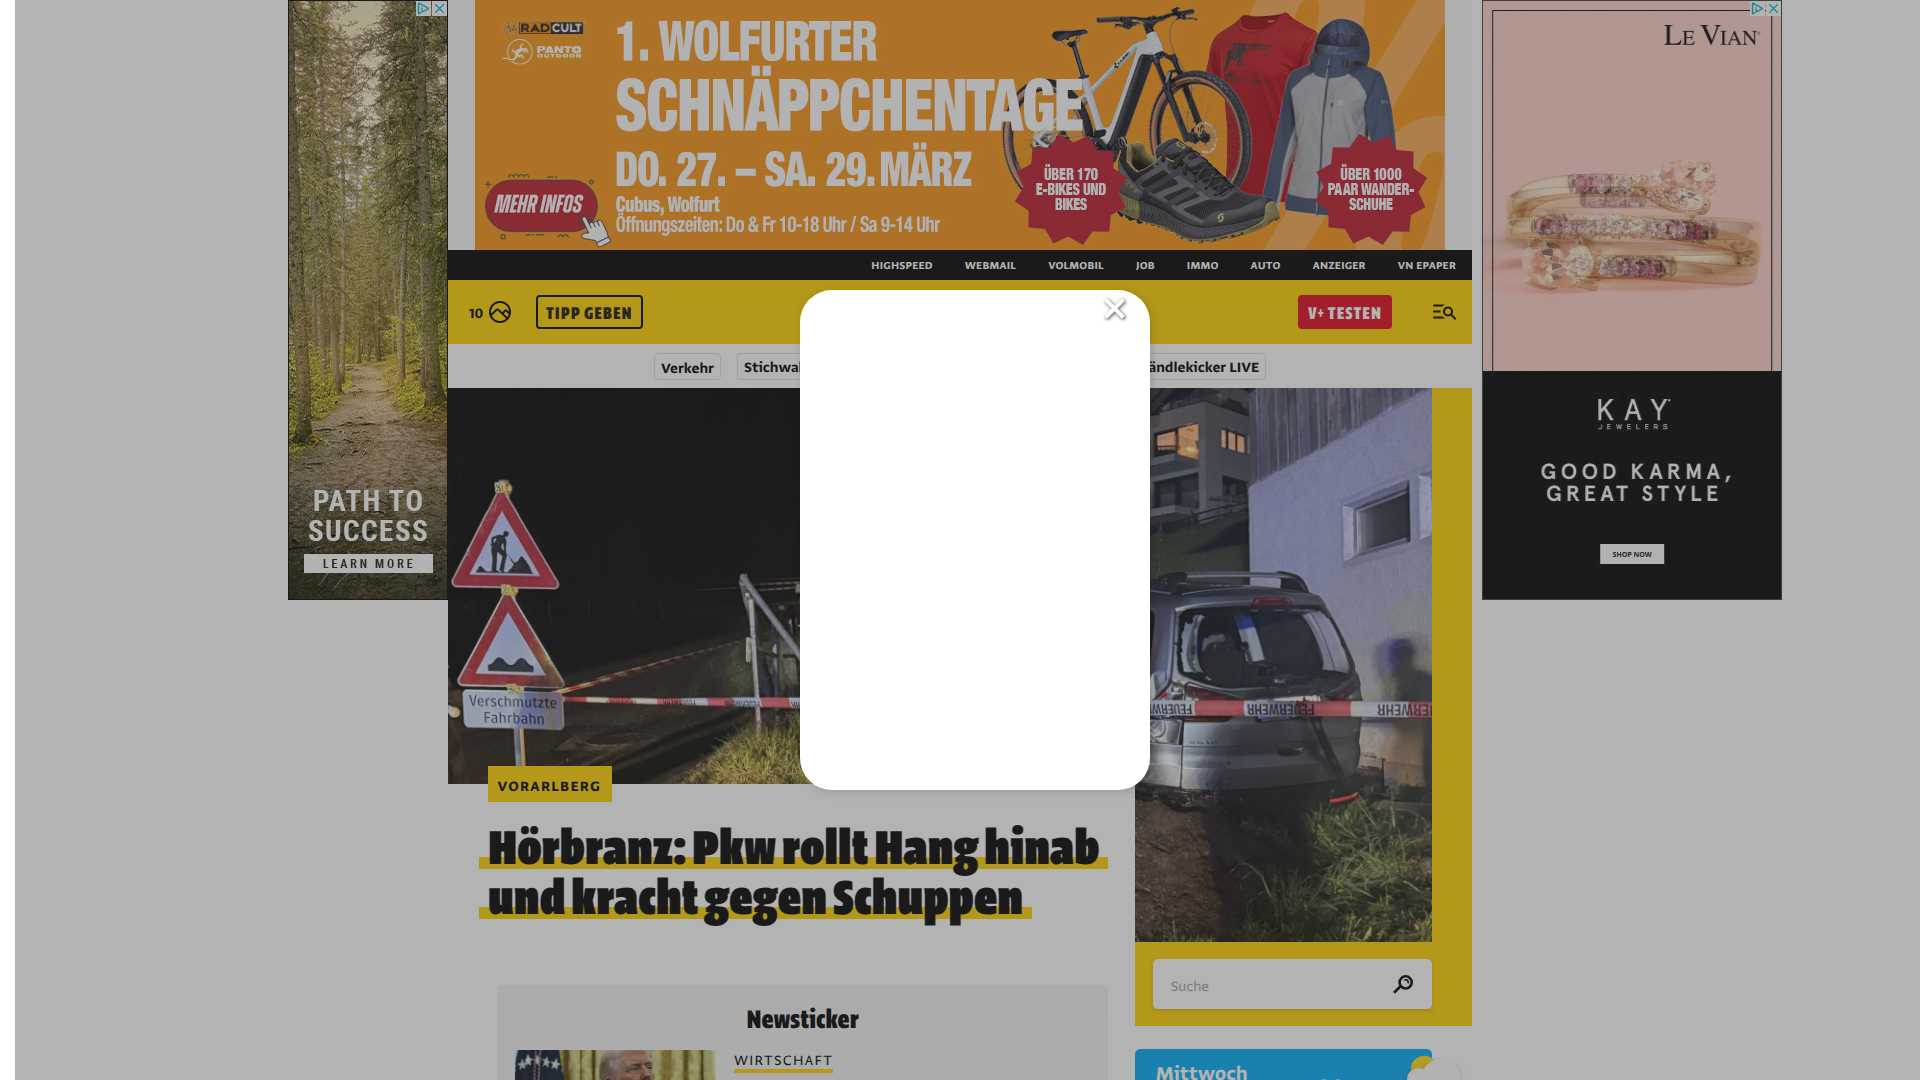 RADCULT
PANTO
OUTDOOR
1. WOLFURTER
SCHNÄPPCHENTAGE
DO. 27. – SA. 29. MÄRZ
Cubus, Wolfurt
Öffnungszeiten: Do & Fr 10-18 Uhr / Sa 9-14 Uhr
MEHR INFOS
ÜBER 170
E-BIKES UND
BIKES
ÜBER 1000
PAAR WANDER-
SCHUHE
PATH TO
SUCCESS
LEARN MORE
LE VIAN
KAY
JEWELERS
GOOD KARMA,
GREAT STYLE
SHOP NOW
HIGHSPEED WEBMAIL VOLMOBIL JOB IMMO AUTO ANZEIGER VN EPAPER
10
TIPP GEBEN
V+ TESTEN
Verkehr
ändlekicker LIVE
Verschmutzte
Fahrbahn
FEUERWEHR
VORARLBERG
Hörbranz: Pkw rollt Hang hinab
und kracht gegen Schuppen
Suche
Newsticker
WIRTSCHAFT
Mittwoch